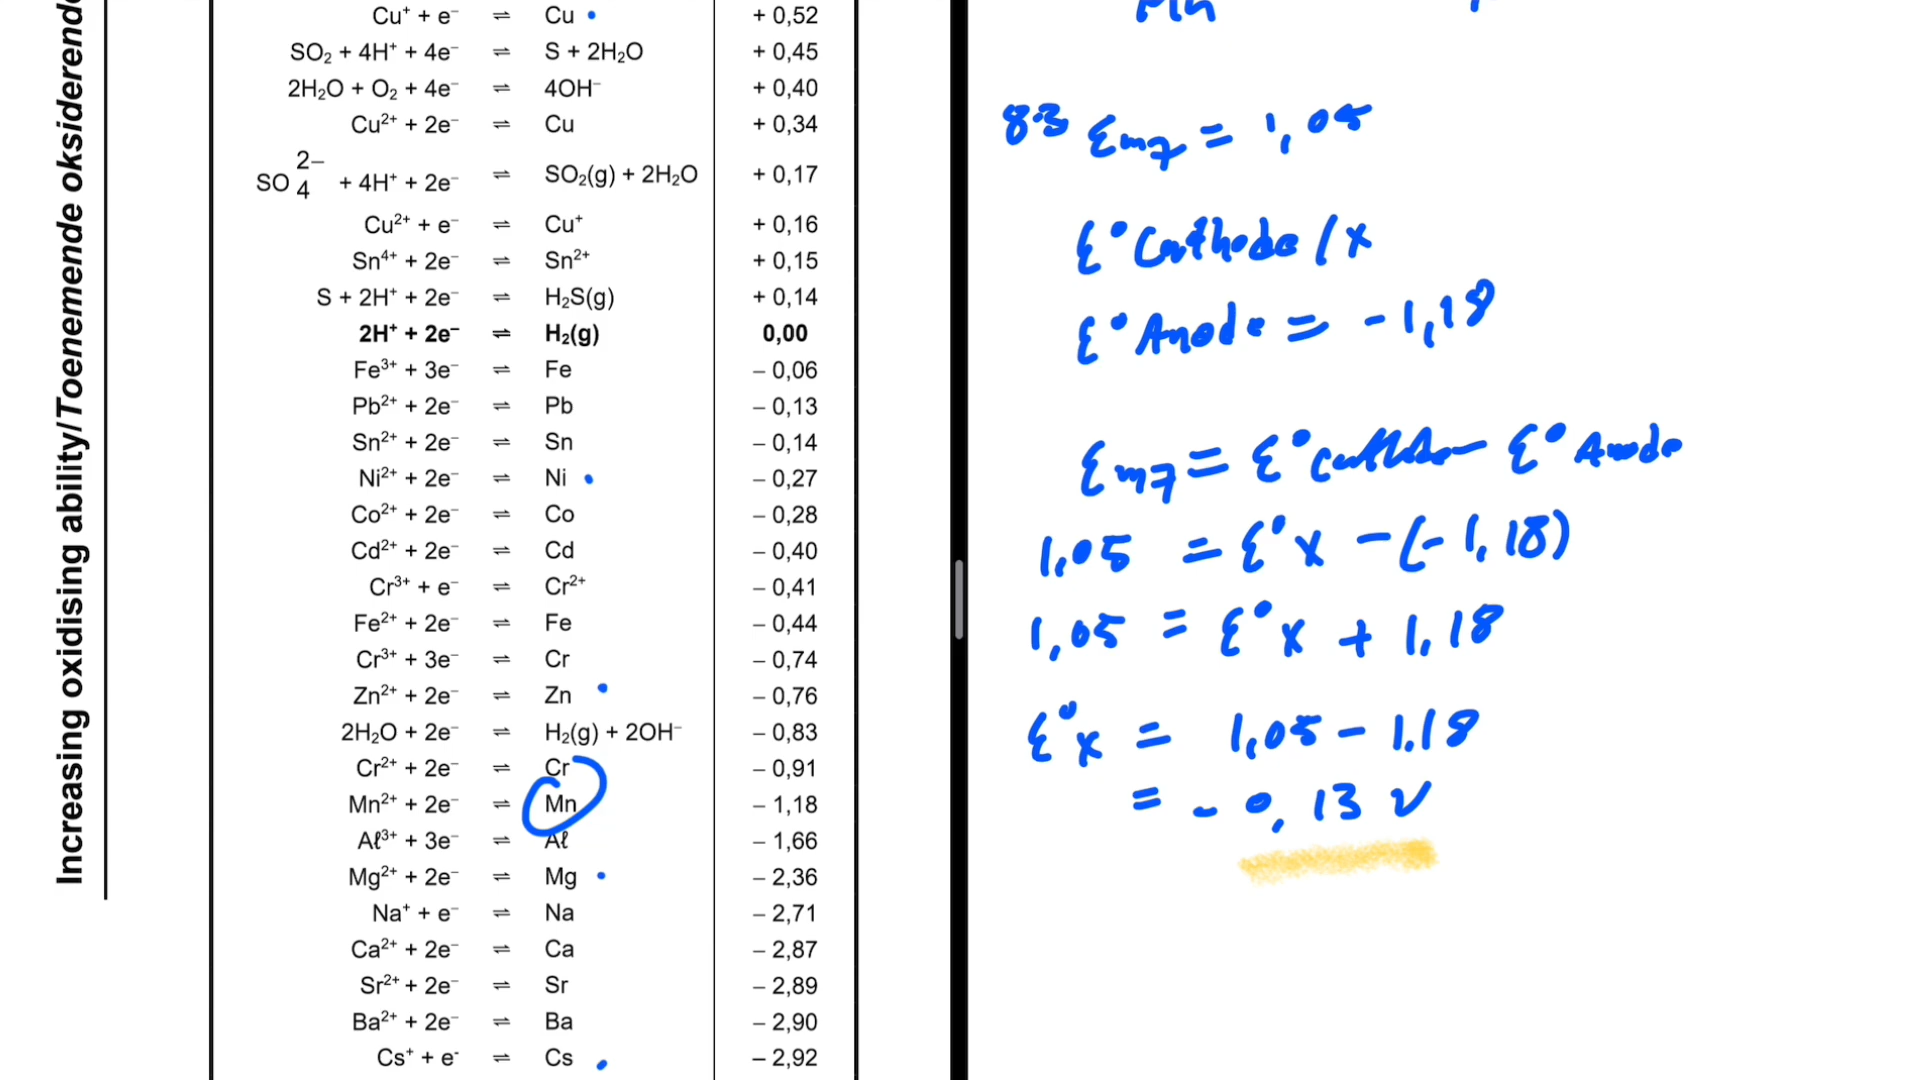 Increasing oxidising ability/Toenemende oksiderende
Cu⁺ + e⁻ ⇌ Cu + 0,52
SO₂ + 4H⁺ + 4e⁻ ⇌ S + 2H₂O + 0,45
2H₂O + O₂ + 4e⁻ ⇌ 4OH⁻ + 0,40
Cu²⁺ + 2e⁻ ⇌ Cu + 0,34
SO₄²⁻ + 4H⁺ + 2e⁻ ⇌ SO₂(g) + 2H₂O + 0,17
Cu²⁺ + e⁻ ⇌ Cu⁺ + 0,16
Sn⁴⁺ + 2e⁻ ⇌ Sn²⁺ + 0,15
S + 2H⁺ + 2e⁻ ⇌ H₂S(g) + 0,14
2H⁺ + 2e⁻ ⇌ H₂(g) 0,00
Fe³⁺ + 3e⁻ ⇌ Fe – 0,06
Pb²⁺ + 2e⁻ ⇌ Pb – 0,13
Sn²⁺ + 2e⁻ ⇌ Sn – 0,14
Ni²⁺ + 2e⁻ ⇌ Ni – 0,27
Co²⁺ + 2e⁻ ⇌ Co – 0,28
Cd²⁺ + 2e⁻ ⇌ Cd – 0,40
Cr³⁺ + e⁻ ⇌ Cr²⁺ – 0,41
Fe²⁺ + 2e⁻ ⇌ Fe – 0,44
Cr³⁺ + 3e⁻ ⇌ Cr – 0,74
Zn²⁺ + 2e⁻ ⇌ Zn – 0,76
2H₂O + 2e⁻ ⇌ H₂(g) + 2OH⁻ – 0,83
Cr²⁺ + 2e⁻ ⇌ Cr – 0,91
Mn²⁺ + 2e⁻ ⇌ Mn – 1,18
Aℓ³⁺ + 3e⁻ ⇌ Aℓ – 1,66
Mg²⁺ + 2e⁻ ⇌ Mg – 2,36
Na⁺ + e⁻ ⇌ Na – 2,71
Ca²⁺ + 2e⁻ ⇌ Ca – 2,87
Sr²⁺ + 2e⁻ ⇌ Sr – 2,89
Ba²⁺ + 2e⁻ ⇌ Ba – 2,90
Cs⁺ + e⁻ ⇌ Cs – 2,92
Mn
8.3 Emf = 1,05
E° Cathode / x
E° Anode = -1,18
Emf = E° Cathode - E° Anode
1,05 = E°x - (-1,18)
1,05 = E°x + 1,18
E°x = 1,05 - 1.18
= -0,13 V